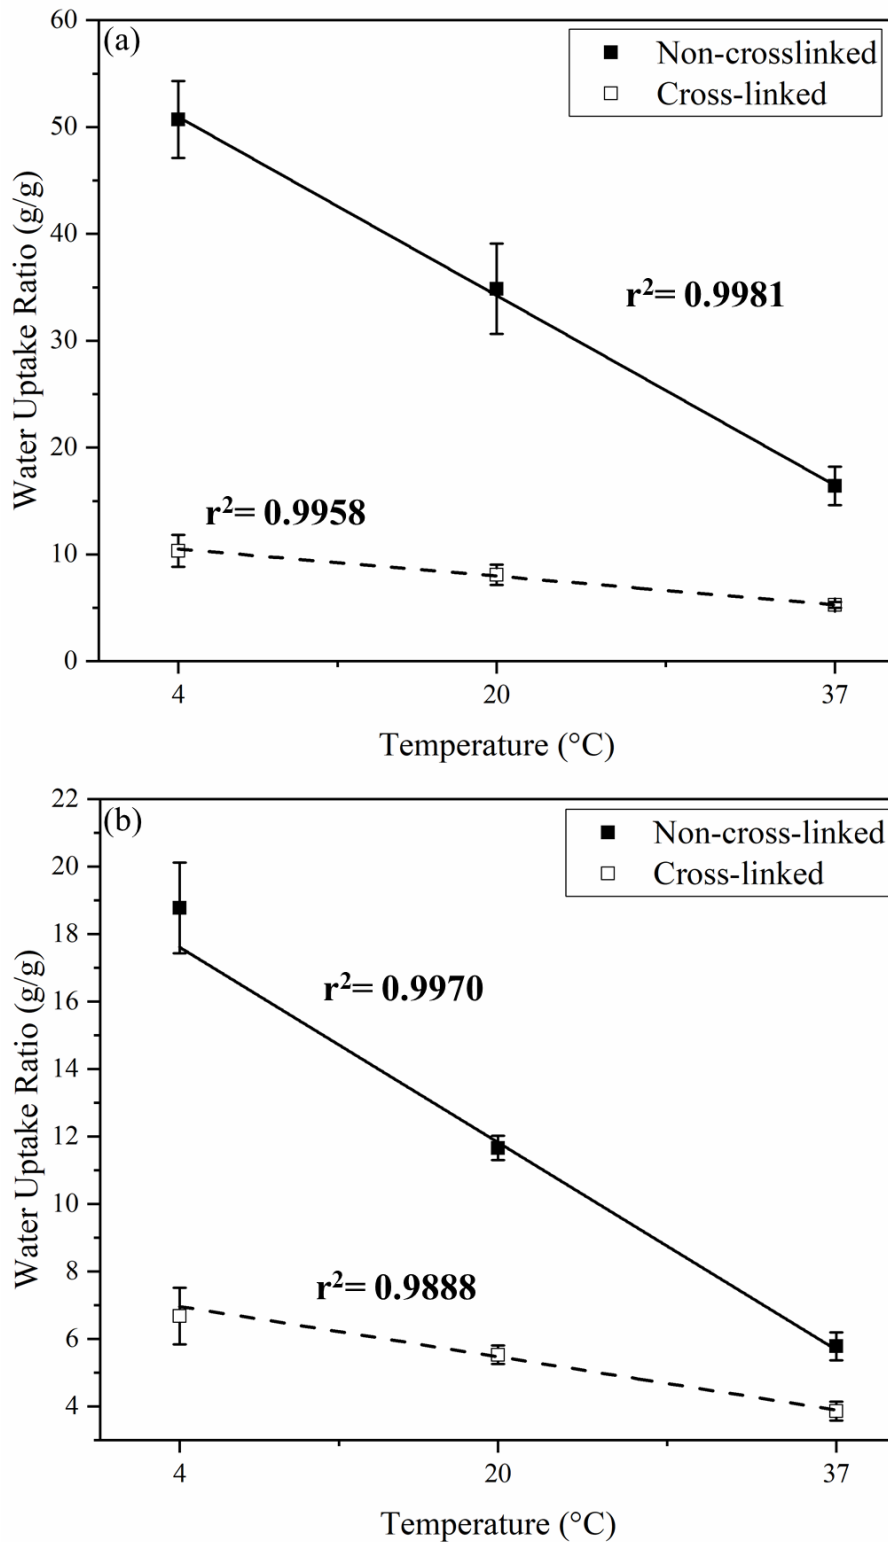 (a)
Non-crosslinked
Cross-linked
60
50
40
30
20
10
0
Water Uptake Ratio (g/g)
r²= 0.9981
r²= 0.9958
4 20 37
Temperature (°C)
(b)
Non-cross-linked
Cross-linked
22
20
18
16
14
12
10
8
6
4
Water Uptake Ratio (g/g)
r²= 0.9970
r²= 0.9888
4 20 37
Temperature (°C)